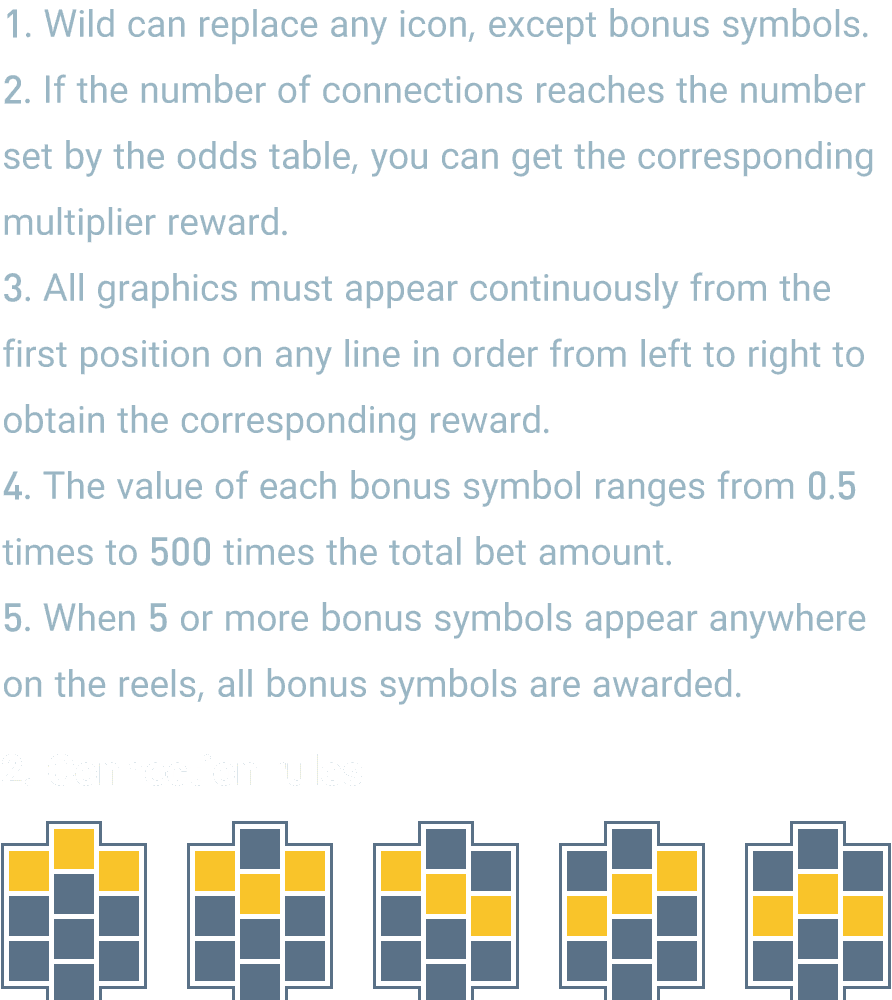 1. Wild can replace any icon, except bonus symbols.
2. If the number of connections reaches the number
set by the odds table, you can get the corresponding
multiplier reward.
3. All graphics must appear continuously from the
first position on any line in order from left to right to
obtain the corresponding reward.
4. The value of each bonus symbol ranges from 0.5
times to 500 times the total bet amount.
5. When 5 or more bonus symbols appear anywhere
on the reels, all bonus symbols are awarded.
2. Connection rules